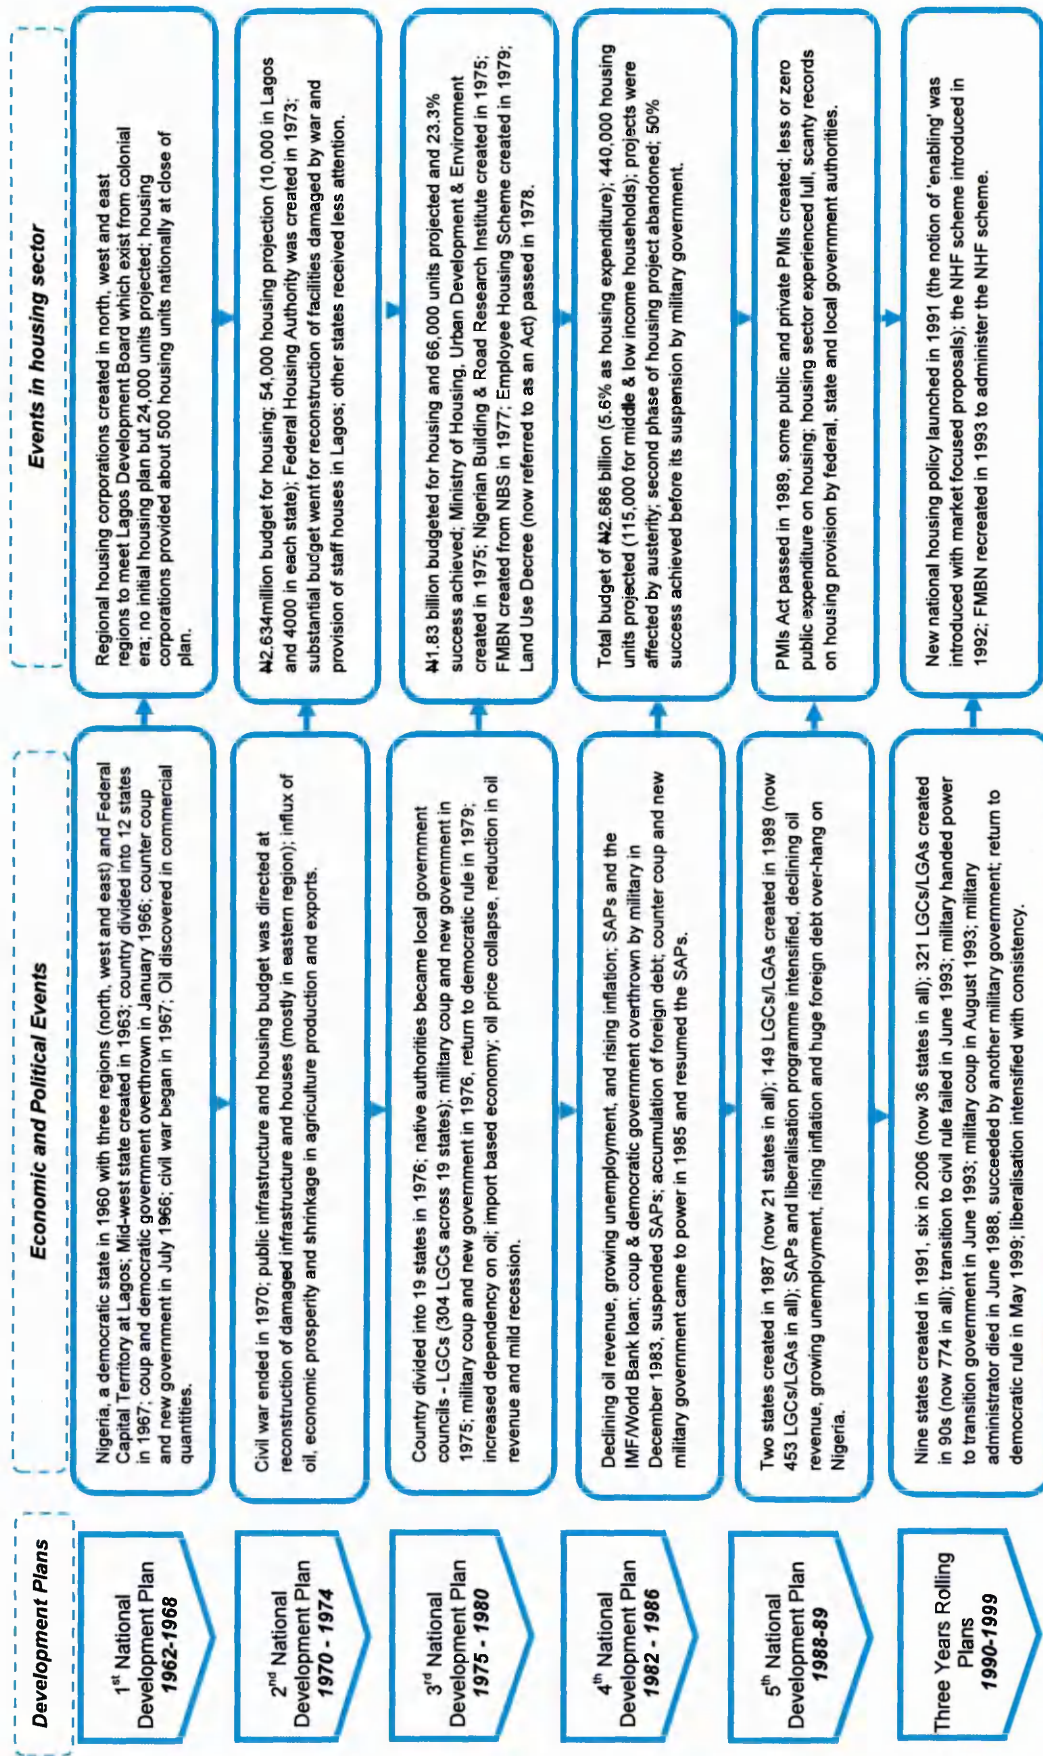 Development Plans
Economic and Political Events
Events in housing sector
1st National
Development Plan
1962-1968
Nigeria, a democratic state in 1960 with three regions (north, west and east) and Federal
Capital Territory at Lagos; Mid-west state created in 1963; country divided into 12 states
in 1967; coup and democratic government overthrown in January 1966; counter coup
and new government in July 1966; civil war began in 1967; Oil discovered in commercial
quantities.
Regional housing corporations created in north, west and east
regions to meet Lagos Development Board which exist from colonial
era; no initial housing plan but 24,000 units projected; housing
corporations provided about 500 housing units nationally at close of
plan.
2nd National
Development Plan
1970 - 1974
Civil war ended in 1970; public infrastructure and housing budget was directed at
reconstruction of damaged infrastructure and houses (mostly in eastern region); influx of
oil, economic prosperity and shrinkage in agriculture production and exports.
₦2.634million budget for housing; 54,000 housing projection (10,000 in Lagos
and 4000 in each state); Federal Housing Authority was created in 1973;
substantial budget went for reconstruction of facilities damaged by war and
provision of staff houses in Lagos; other states received less attention.
3rd National
Development Plan
1975 - 1980
Country divided into 19 states in 1976; native authorities became local government
councils - LGCs (304 LGCs across 19 states); military coup and new government in
1975; military coup and new government in 1976, return to democratic rule in 1979;
increased dependency on oil; import based economy; oil price collapse, reduction in oil
revenue and mild recession.
₦1.83 billion budgeted for housing and 66,000 units projected and 23.3%
success achieved; Ministry of Housing, Urban Development & Environment
created in 1975; Nigerian Building & Road Research Institute created in 1975;
FMBN created from NBS in 1977; Employee Housing Scheme created in 1979;
Land Use Decree (now referred to as an Act) passed in 1978.
4th National
Development Plan
1982 - 1986
Declining oil revenue, growing unemployment, and rising inflation; SAPs and the
IMF/World Bank loan; coup & democratic government overthrown by military in
December 1983, suspended SAPs; accumulation of foreign debt; counter coup and new
military government came to power in 1985 and resumed the SAPs.
Total budget of ₦2.686 billion (5.6% as housing expenditure); 440,000 housing
units projected (115,000 for middle & low income households); projects were
affected by austerity; second phase of housing project abandoned; 50%
success achieved before its suspension by military government.
5th National
Development Plan
1988-89
Two states created in 1987 (now 21 states in all); 149 LGCs/LGAs created in 1989 (now
453 LGCs/LGAs in all); SAPs and liberalisation programme intensified, declining oil
revenue, growing unemployment, rising inflation and huge foreign debt over-hang on
Nigeria.
PMIs Act passed in 1989, some public and private PMIs created; less or zero
public expenditure on housing; housing sector experienced lull, scanty records
on housing provision by federal, state and local government authorities.
Three Years Rolling
Plans
1990-1999
Nine states created in 1991, six in 2006 (now 36 states in all); 321 LGCs/LGAs created
in 90s (now 774 in all); transition to civil rule failed in June 1993; military handed power
to transition government in June 1993; military coup in August 1993; military
administrator died in June 1988, succeeded by another military government; return to
democratic rule in May 1999; liberalisation intensified with consistency.
New national housing policy launched in 1991 (the notion of 'enabling' was
introduced with market focused proposals); the NHF scheme introduced in
1992; FMBN recreated in 1993 to administer the NHF scheme.